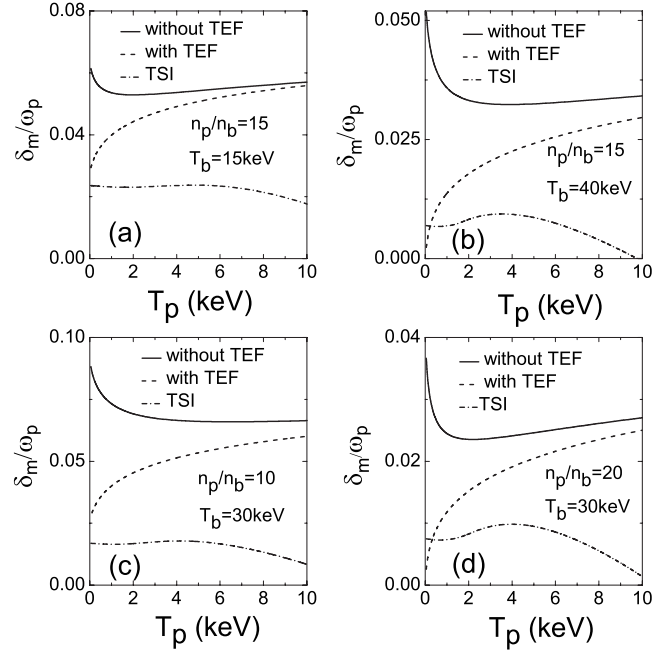 0.08
0.04
0.00
δm/ωp
without TEF
with TEF
TSI
np/nb=15
Tb=15keV
(a)
0 2 4 6 8 10
Tp (keV)
0.050
0.025
0.000
δm/ωp
without TEF
with TEF
TSI
np/nb=15
Tb=40keV
(b)
0 2 4 6 8 10
Tp (keV)
0.10
0.05
0.00
δm/ωp
without TEF
with TEF
TSI
np/nb=10
Tb=30keV
(c)
0 2 4 6 8 10
Tp (keV)
0.04
0.02
0.00
δm/ωp
without TEF
with TEF
TSI
np/nb=20
Tb=30keV
(d)
0 2 4 6 8 10
Tp (keV)